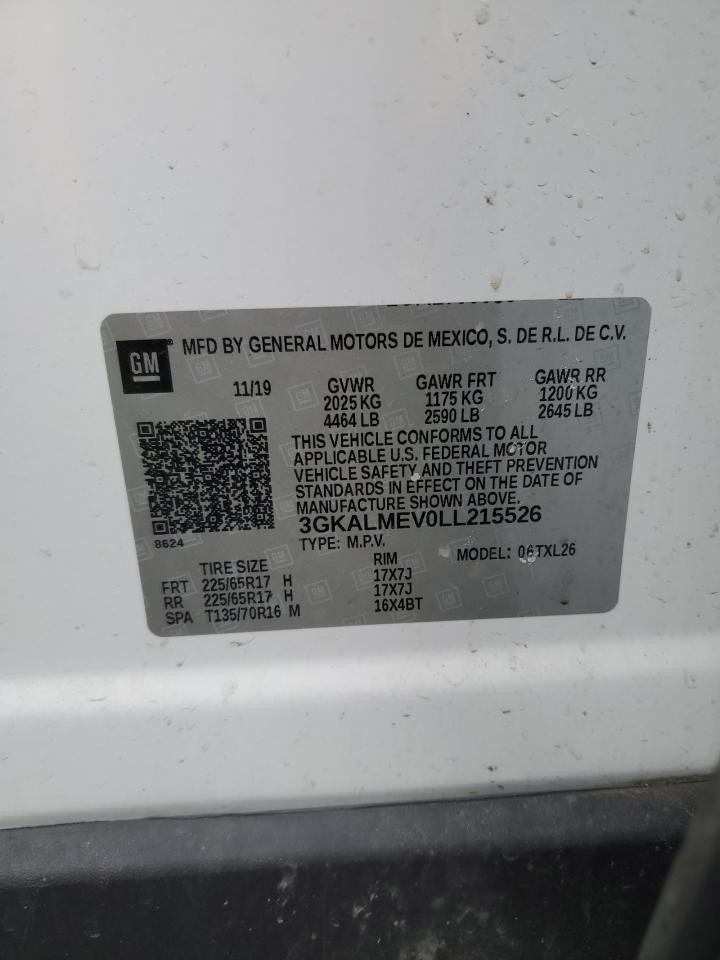 GM
MFD BY GENERAL MOTORS DE MEXICO, S. DE R.L. DE C.V.
11/19 GVWR GAWR FRT GAWR RR
2025 KG 1175 KG 1200 KG
4464 LB 2590 LB 2645 LB
THIS VEHICLE CONFORMS TO ALL
APPLICABLE U.S. FEDERAL MOTOR
VEHICLE SAFETY AND THEFT PREVENTION
STANDARDS IN EFFECT ON THE DATE OF
MANUFACTURE SHOWN ABOVE.
3GKALMEV0LL215526
8624
TYPE: M.P.V. MODEL: 06TXL26
TIRE SIZE RIM
FRT 225/65R17 H 17X7J
RR 225/65R17 H 17X7J
SPA T135/70R16 M 16X4BT